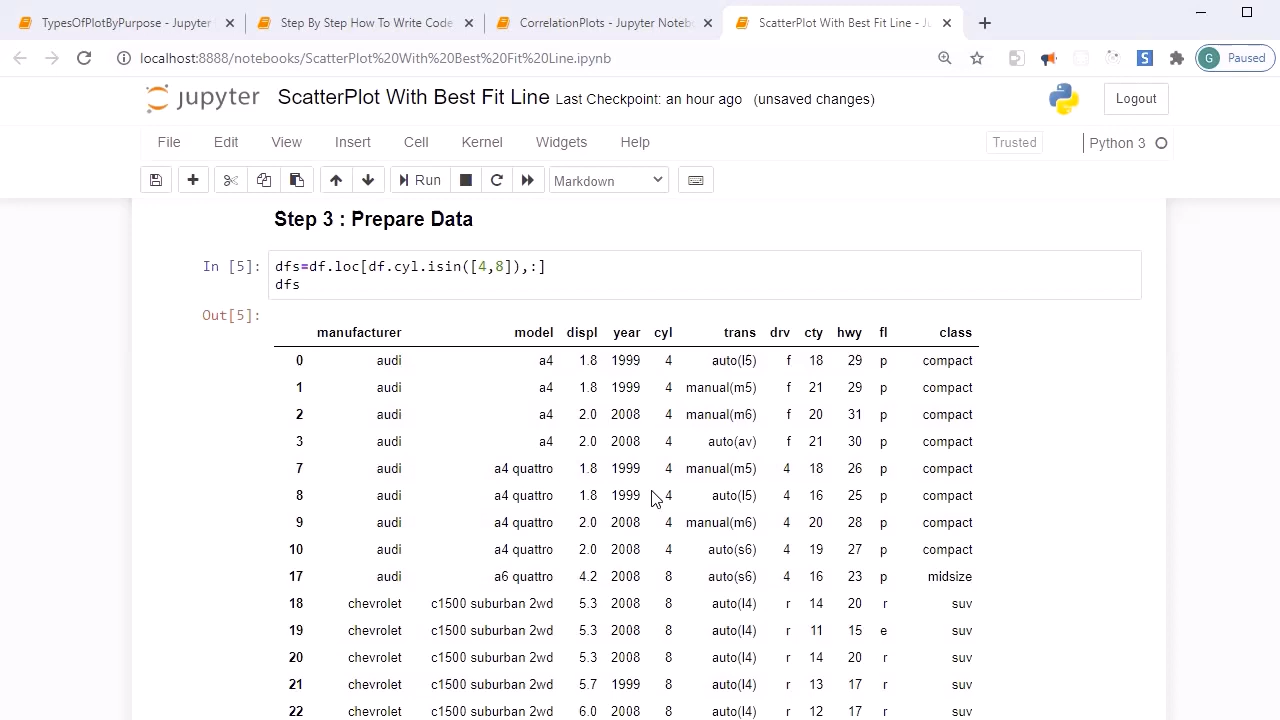 TypesOfPlotByPurpose - Jupyter
Step By Step How To Write Code
CorrelationPlots - Jupyter Noteb
ScatterPlot With Best Fit Line - Ju
localhost:8888/notebooks/ScatterPlot%20With%20Best%20Fit%20Line.ipynb
S
G Paused
jupyter ScatterPlot With Best Fit Line Last Checkpoint: an hour ago (unsaved changes)
Logout
File Edit View Insert Cell Kernel Widgets Help
Trusted
Python 3
Run
Markdown
Step 3 : Prepare Data
In [5]: dfs=df.loc[df.cyl.isin([4,8]),:]
dfs
Out[5]:
manufacturer model displ year cyl trans drv cty hwy fl class
0 audi a4 1.8 1999 4 auto(l5) f 18 29 p compact
1 audi a4 1.8 1999 4 manual(m5) f 21 29 p compact
2 audi a4 2.0 2008 4 manual(m6) f 20 31 p compact
3 audi a4 2.0 2008 4 auto(av) f 21 30 p compact
7 audi a4 quattro 1.8 1999 4 manual(m5) 4 18 26 p compact
8 audi a4 quattro 1.8 1999 4 auto(l5) 4 16 25 p compact
9 audi a4 quattro 2.0 2008 4 manual(m6) 4 20 28 p compact
10 audi a4 quattro 2.0 2008 4 auto(s6) 4 19 27 p compact
17 audi a6 quattro 4.2 2008 8 auto(s6) 4 16 23 p midsize
18 chevrolet c1500 suburban 2wd 5.3 2008 8 auto(l4) r 14 20 r suv
19 chevrolet c1500 suburban 2wd 5.3 2008 8 auto(l4) r 11 15 e suv
20 chevrolet c1500 suburban 2wd 5.3 2008 8 auto(l4) r 14 20 r suv
21 chevrolet c1500 suburban 2wd 5.7 1999 8 auto(l4) r 13 17 r suv
22 chevrolet c1500 suburban 2wd 6.0 2008 8 auto(l4) r 12 17 r suv